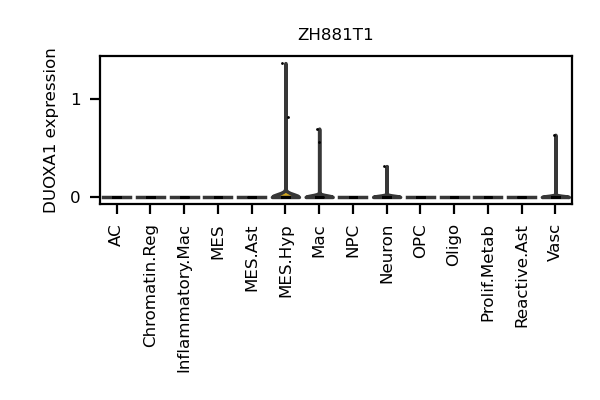 ZH881T1
DUOXA1 expression
1
0
AC
Chromatin.Reg
Inflammatory.Mac
MES
MES.Ast
MES.Hyp
Mac
NPC
Neuron
OPC
Oligo
Prolif.Metab
Reactive.Ast
Vasc